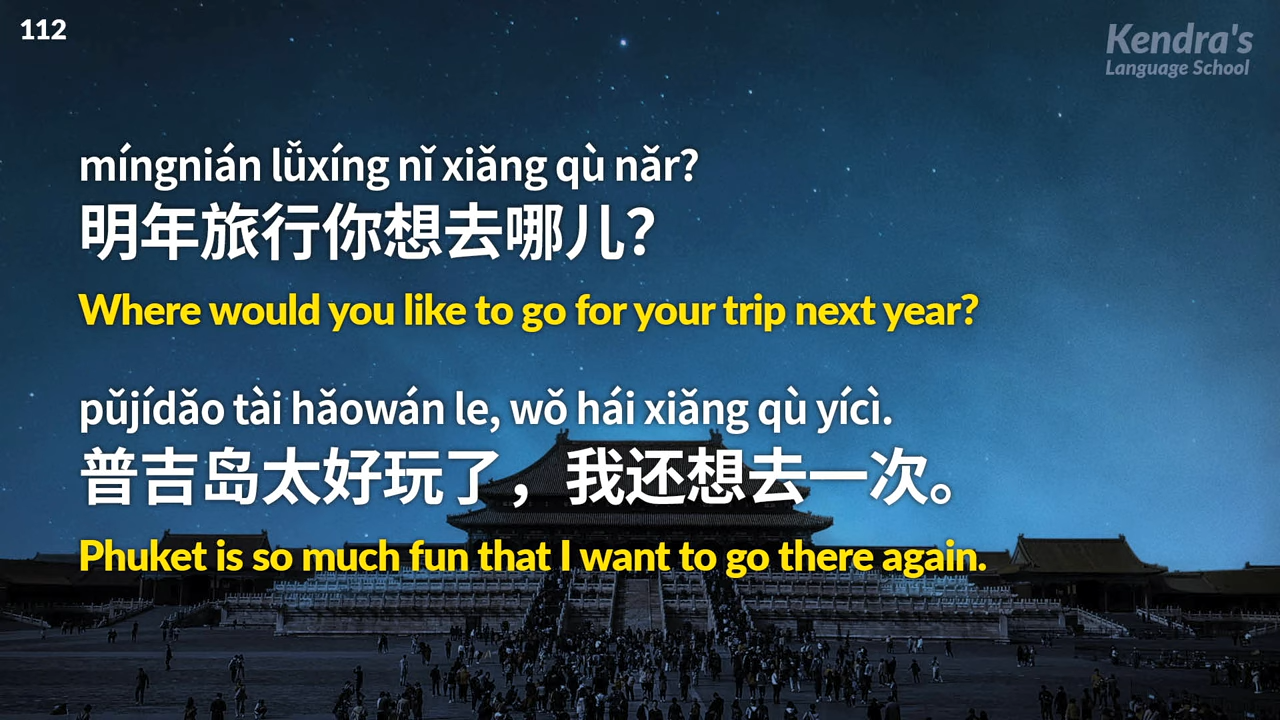 112
Kendra's
Language School
míngnián lǚxíng nǐ xiǎng qù nǎr?
明年旅行你想去哪儿？
Where would you like to go for your trip next year?
pǔjídǎo tài hǎowán le, wǒ hái xiǎng qù yícì.
普吉岛太好玩了，我还想去一次。
Phuket is so much fun that I want to go there again.